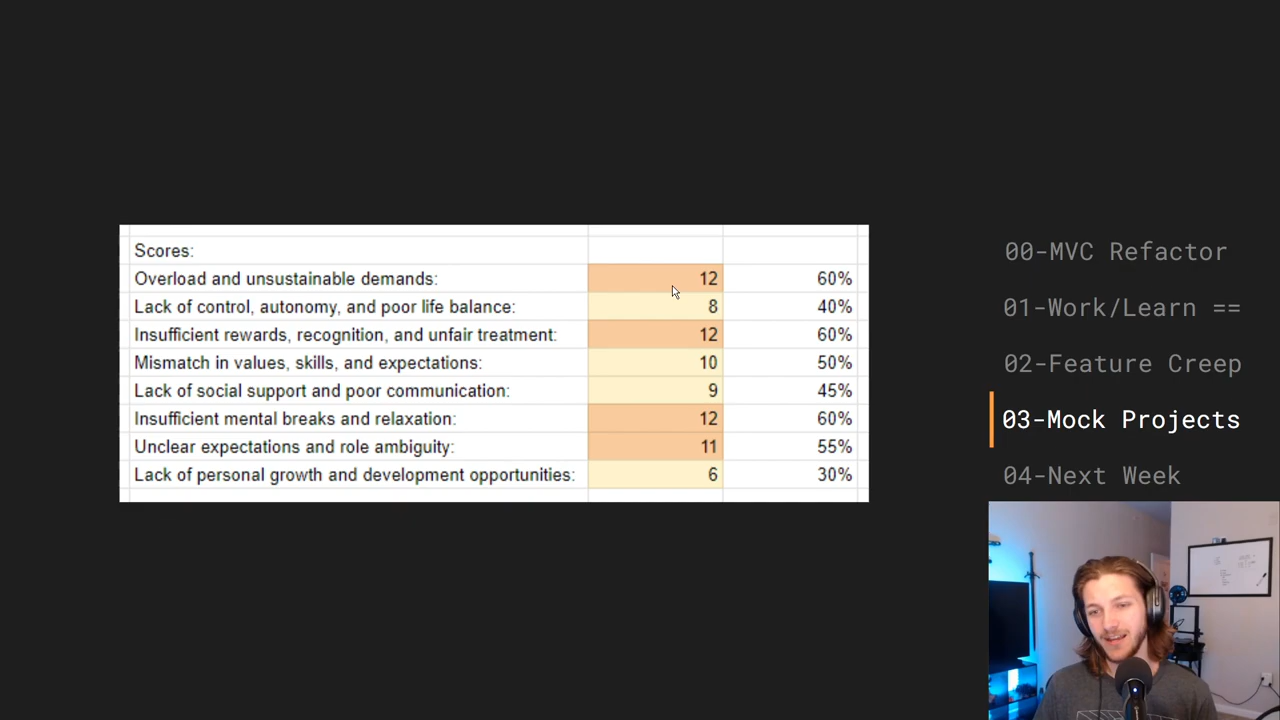 Scores:
Overload and unsustainable demands: 12 60%
Lack of control, autonomy, and poor life balance: 8 40%
Insufficient rewards, recognition, and unfair treatment: 12 60%
Mismatch in values, skills, and expectations: 10 50%
Lack of social support and poor communication: 9 45%
Insufficient mental breaks and relaxation: 12 60%
Unclear expectations and role ambiguity: 11 55%
Lack of personal growth and development opportunities: 6 30%
00-MVC Refactor
01-Work/Learn ==
02-Feature Creep
03-Mock Projects
04-Next Week